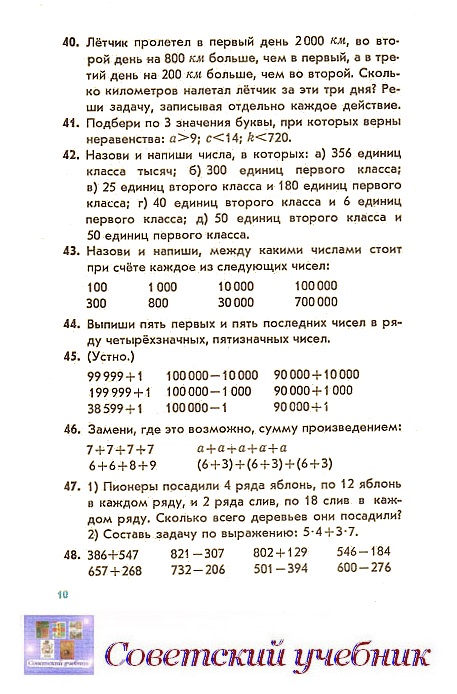 40. Лётчик пролетел в первый день 2000 км, во вто-
рой день на 800 км больше, чем в первый, а в тре-
тий день на 200 км больше, чем во второй. Сколь-
ко километров налетал лётчик за эти три дня? Ре-
ши задачу, записывая отдельно каждое действие.
41. Подбери по 3 значения буквы, при которых верны
неравенства: a>9; c<14; k<720.
42. Назови и напиши числа, в которых: а) 356 единиц
класса тысяч; б) 300 единиц первого класса;
в) 25 единиц второго класса и 180 единиц первого
класса; г) 40 единиц второго класса и 6 единиц
первого класса; д) 50 единиц второго класса и
50 единиц первого класса.
43. Назови и напиши, между какими числами стоит
при счёте каждое из следующих чисел:
100 1 000 10 000 100 000
300 800 30 000 700 000
44. Выпиши пять первых и пять последних чисел в ря-
ду четырёхзначных, пятизначных чисел.
45. (Устно.)
99 999+1 100 000−10 000 90 000+10 000
199 999+1 100 000−1 000 90 000+1 000
38 599+1 100 000−1 90 000+1
46. Замени, где это возможно, сумму произведением:
7+7+7+7 a+a+a+a+a
6+6+8+9 (6+3)+(6+3)+(6+3)
47. 1) Пионеры посадили 4 ряда яблонь, по 12 яблонь
в каждом ряду, и 2 ряда слив, по 18 слив в каж-
дом ряду. Сколько всего деревьев они посадили?
2) Составь задачу по выражению: 5·4+3·7.
48. 386+547 821−307 802+129 546−184
657+268 732−206 501−394 600−276
10
Советский учебник
Советский учебник